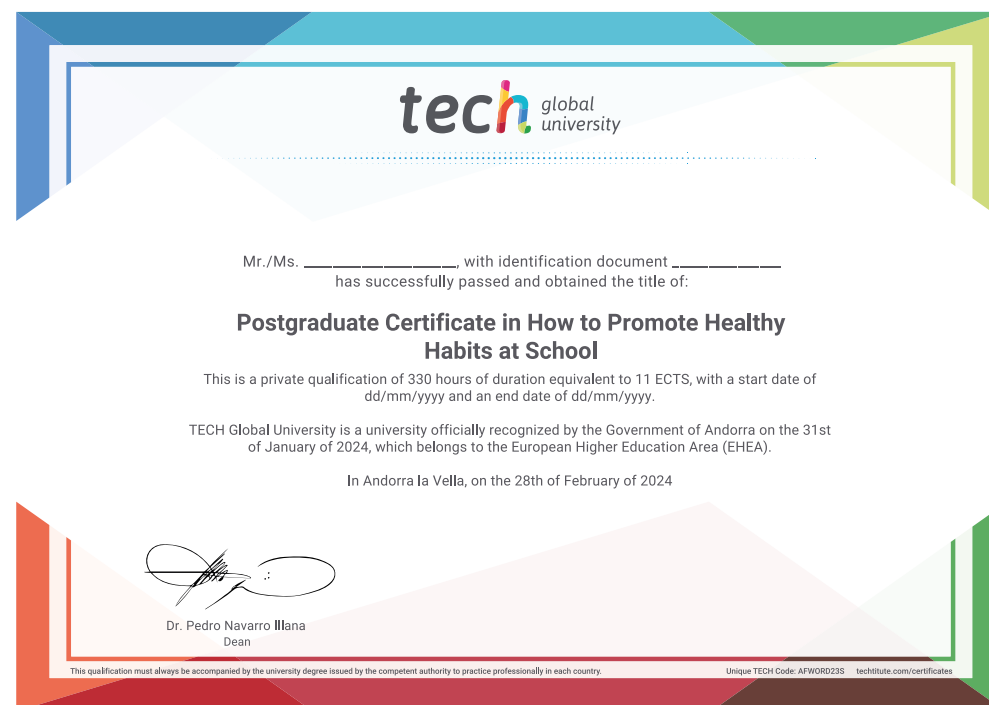 tech global
university
Mr./Ms. ____________________, with identification document ______________
has successfully passed and obtained the title of:
Postgraduate Certificate in How to Promote Healthy
Habits at School
This is a private qualification of 330 hours of duration equivalent to 11 ECTS, with a start date of
dd/mm/yyyy and an end date of dd/mm/yyyy.
TECH Global University is a university officially recognized by the Government of Andorra on the 31st
of January of 2024, which belongs to the European Higher Education Area (EHEA).
In Andorra la Vella, on the 28th of February of 2024
Dr. Pedro Navarro Illana
Dean
This qualification must always be accompanied by the university degree issued by the competent authority to practice professionally in each country. Unique TECH Code: AFWORD23S techtitute.com/certificates